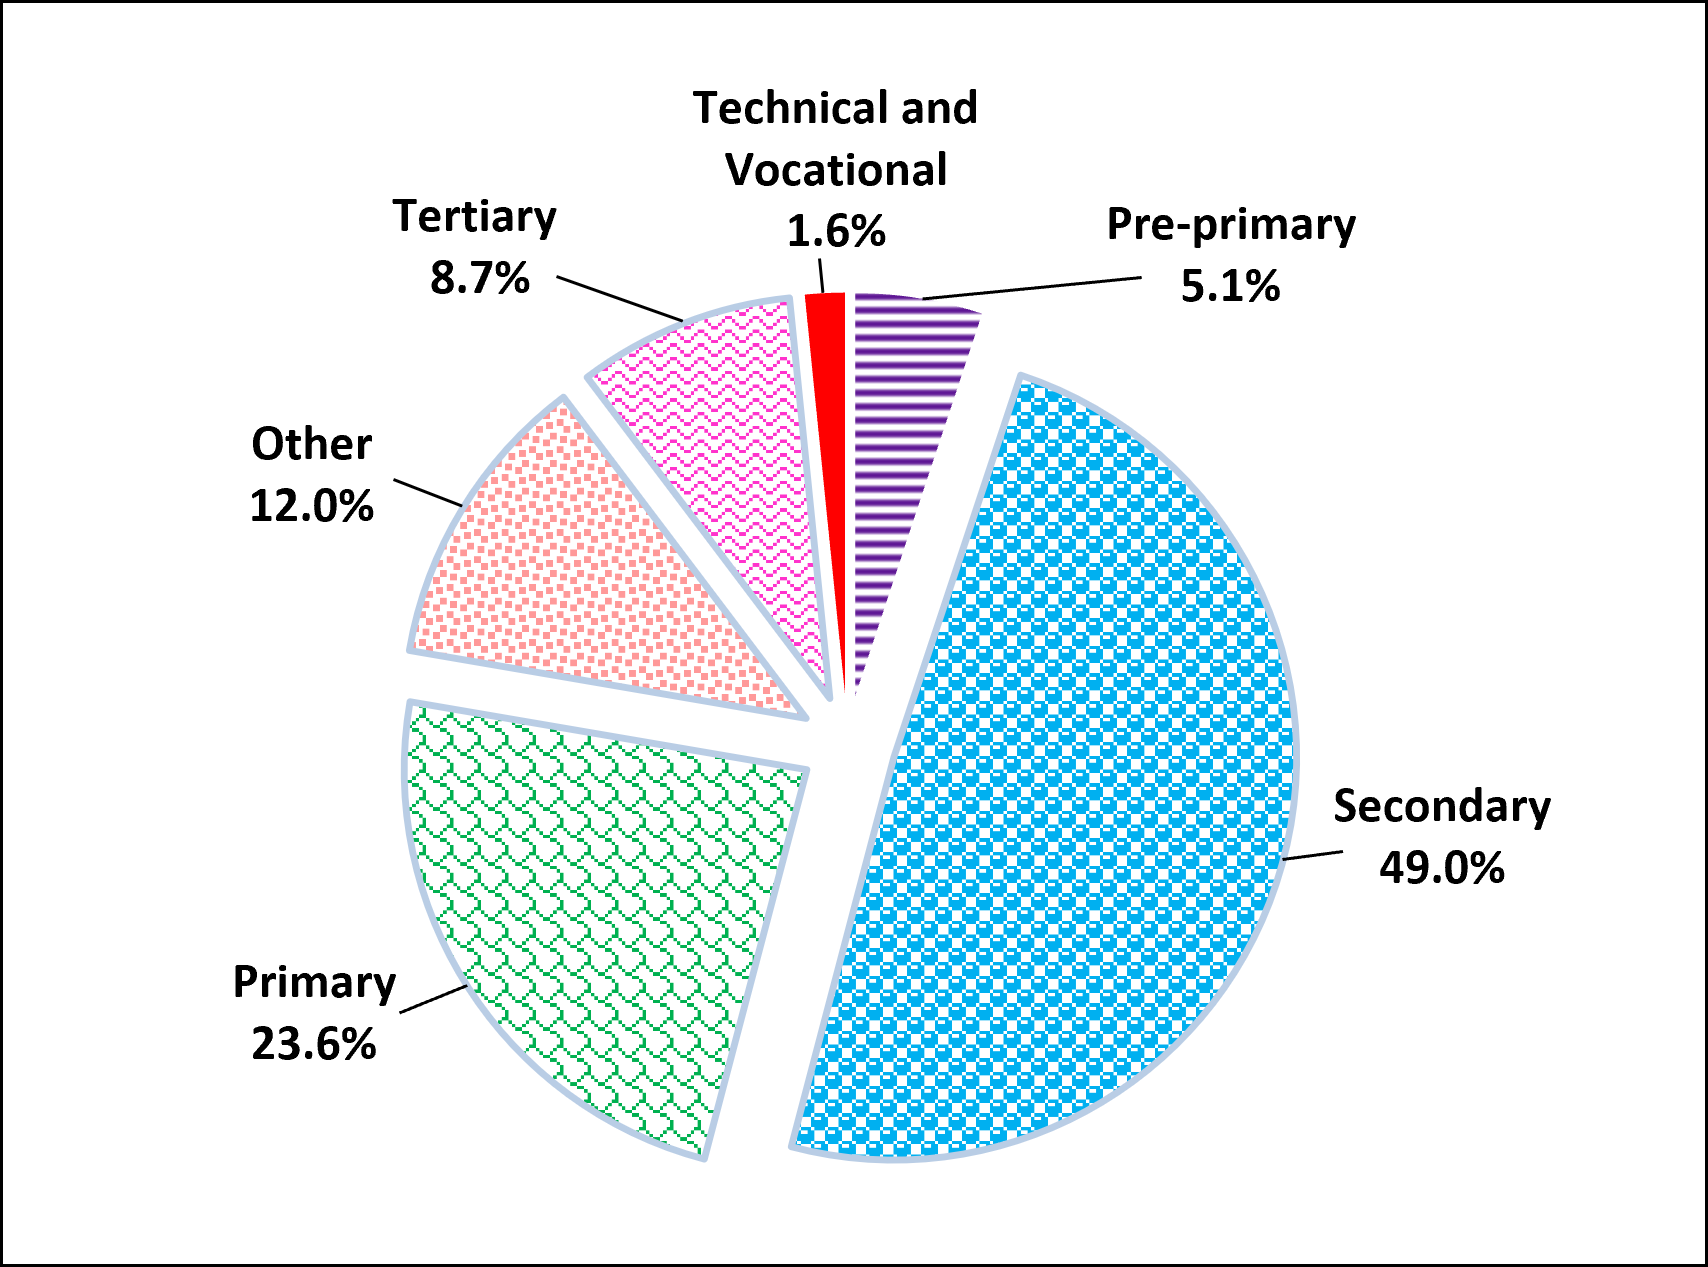 Technical and
Vocational
1.6%
Tertiary
8.7%
Pre-primary
5.1%
Other
12.0%
Secondary
49.0%
Primary
23.6%